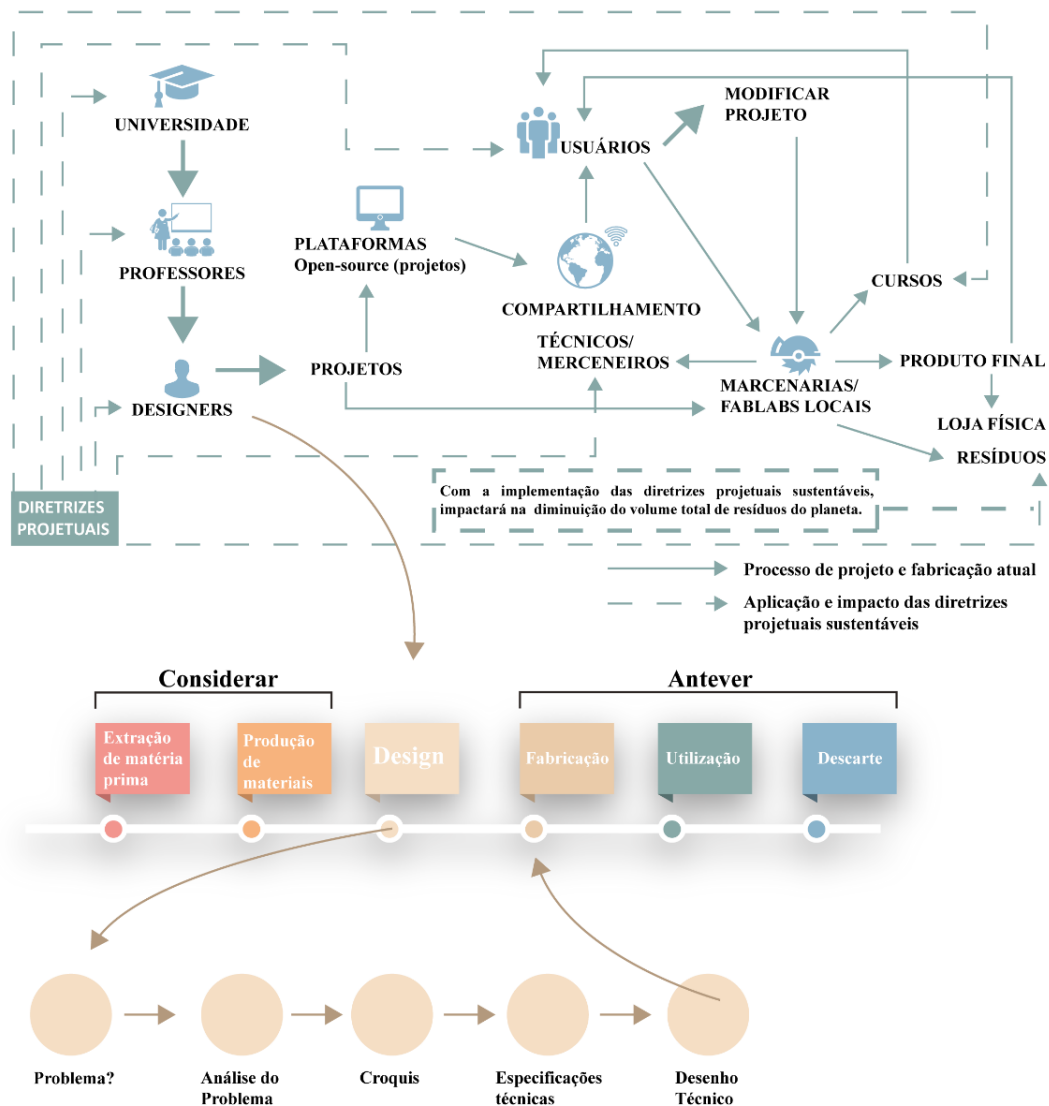 UNIVERSIDADE
PROFESSORES
DESIGNERS
PLATAFORMAS
Open-source (projetos)
PROJETOS
USUÁRIOS
MODIFICAR
PROJETO
COMPARTILHAMENTO
TÉCNICOS/
MERCENEIROS
MARCENARIAS/
FABLABS LOCAIS
CURSOS
PRODUTO FINAL
LOJA FÍSICA
RESÍDUOS
DIRETRIZES
PROJETUAIS
Com a implementação das diretrizes projetuais sustentáveis,
impactará na diminuição do volume total de resíduos do planeta.
Processo de projeto e fabricação atual
Aplicação e impacto das diretrizes
projetuais sustentáveis
Considerar
Antever
Extração
de matéria
prima
Produção
de
materiais
Design
Fabricação
Utilização
Descarte
Problema?
Análise do
Problema
Croquis
Especificações
técnicas
Desenho
Técnico